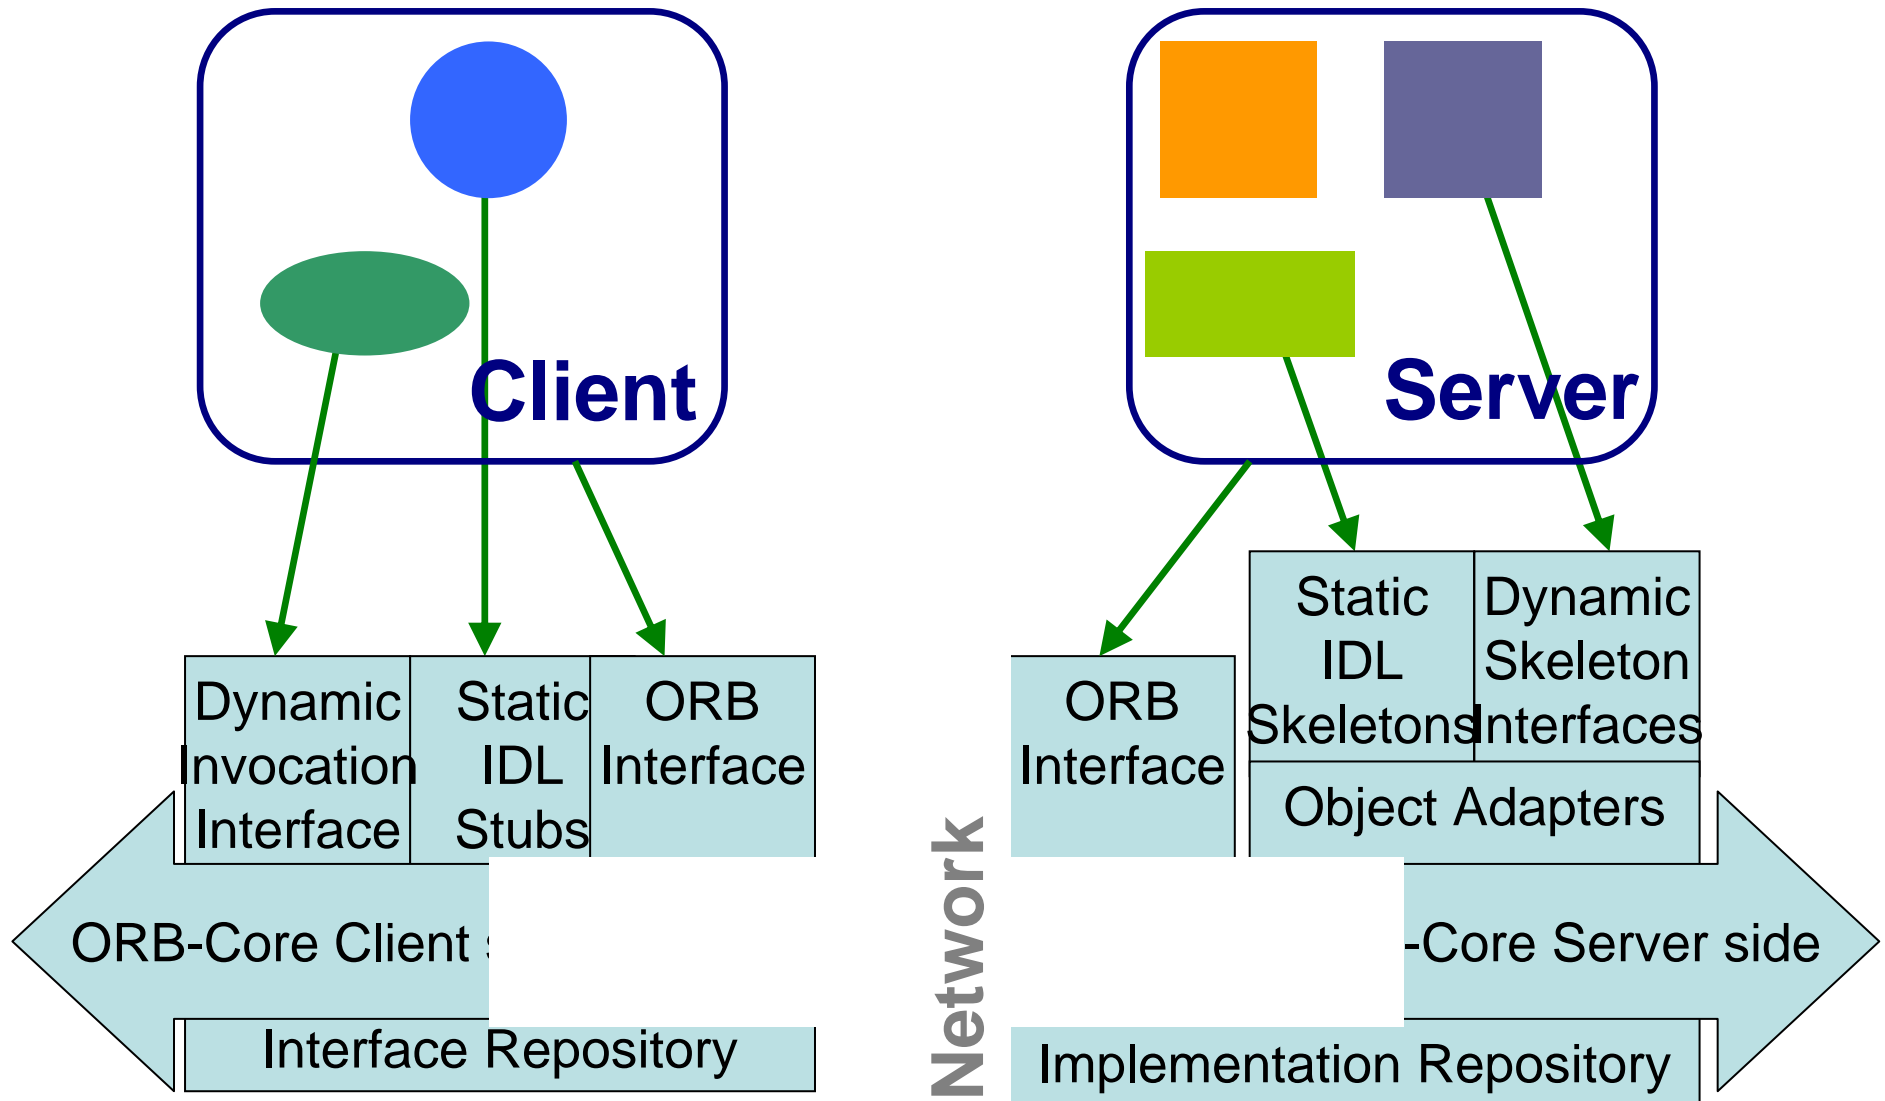 Client
Server
Dynamic
Invocation
Interface
Static
IDL
Stubs
ORB
Interface
Network
ORB
Interface
Static
IDL
Skeletons
Dynamic
Skeleton
Interfaces
Object Adapters
ORB-Core Client
-Core Server side
Interface Repository
Implementation Repository